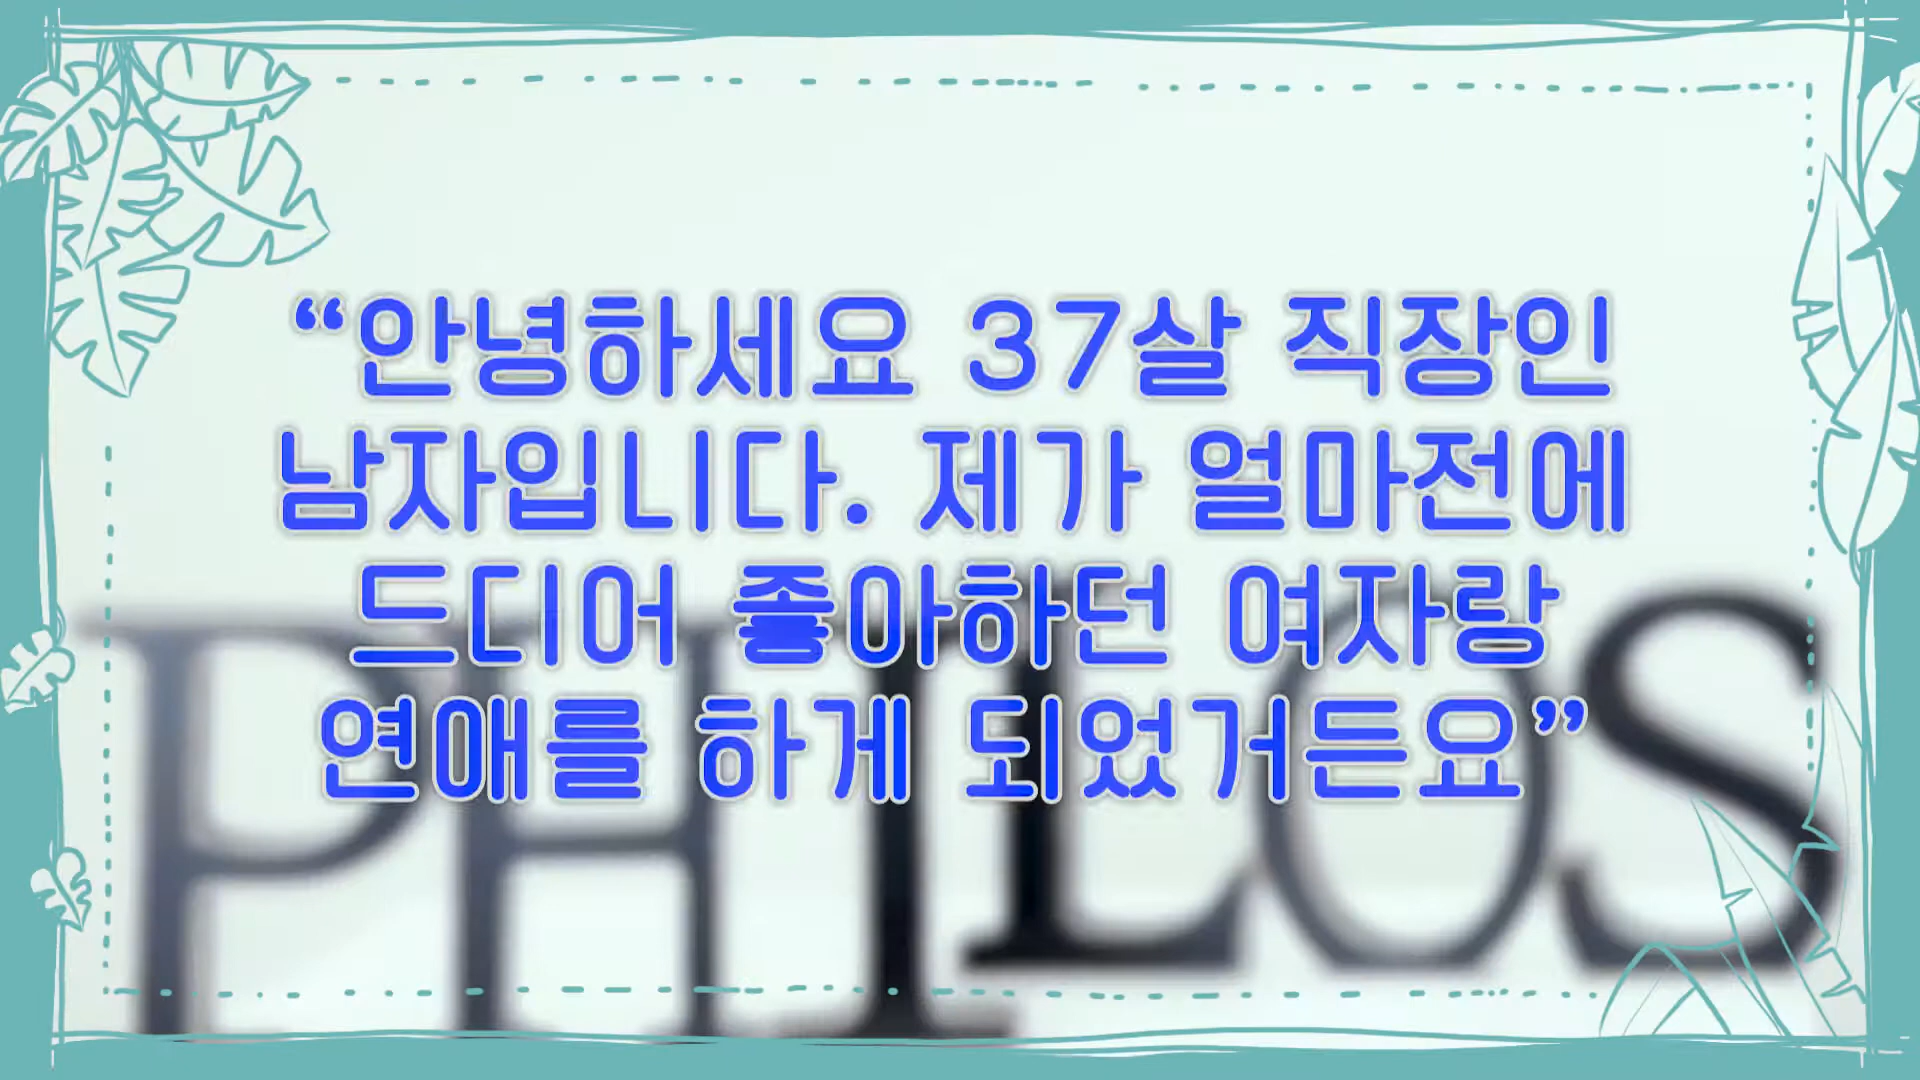 “안녕하세요 37살 직장인
남자입니다. 제가 얼마전에
드디어 좋아하던 여자랑
연애를 하게 되었거든요”
PHILOS